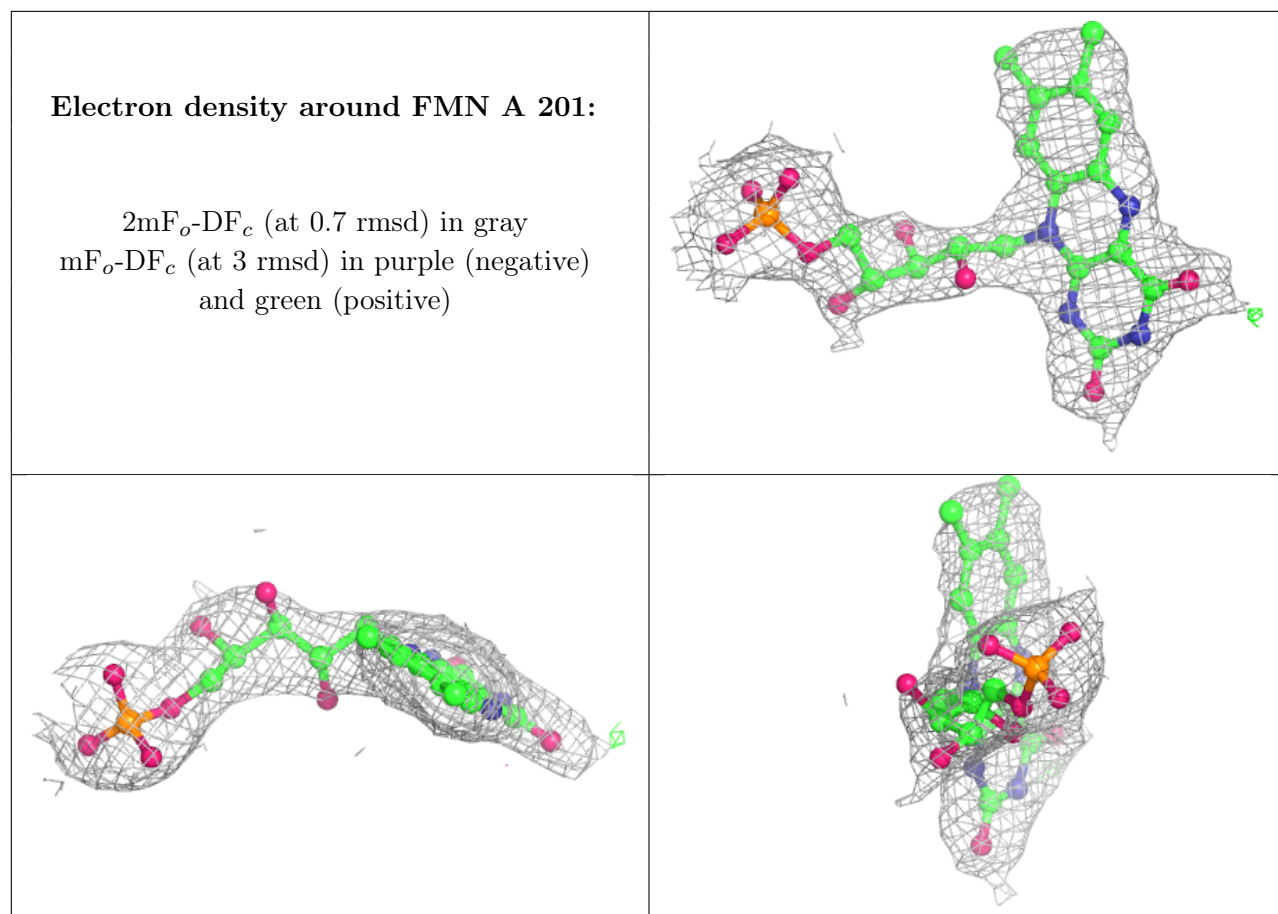 Electron density around FMN A 201:
2mFo-DFc (at 0.7 rmsd) in gray
mFo-DFc (at 3 rmsd) in purple (negative)
and green (positive)